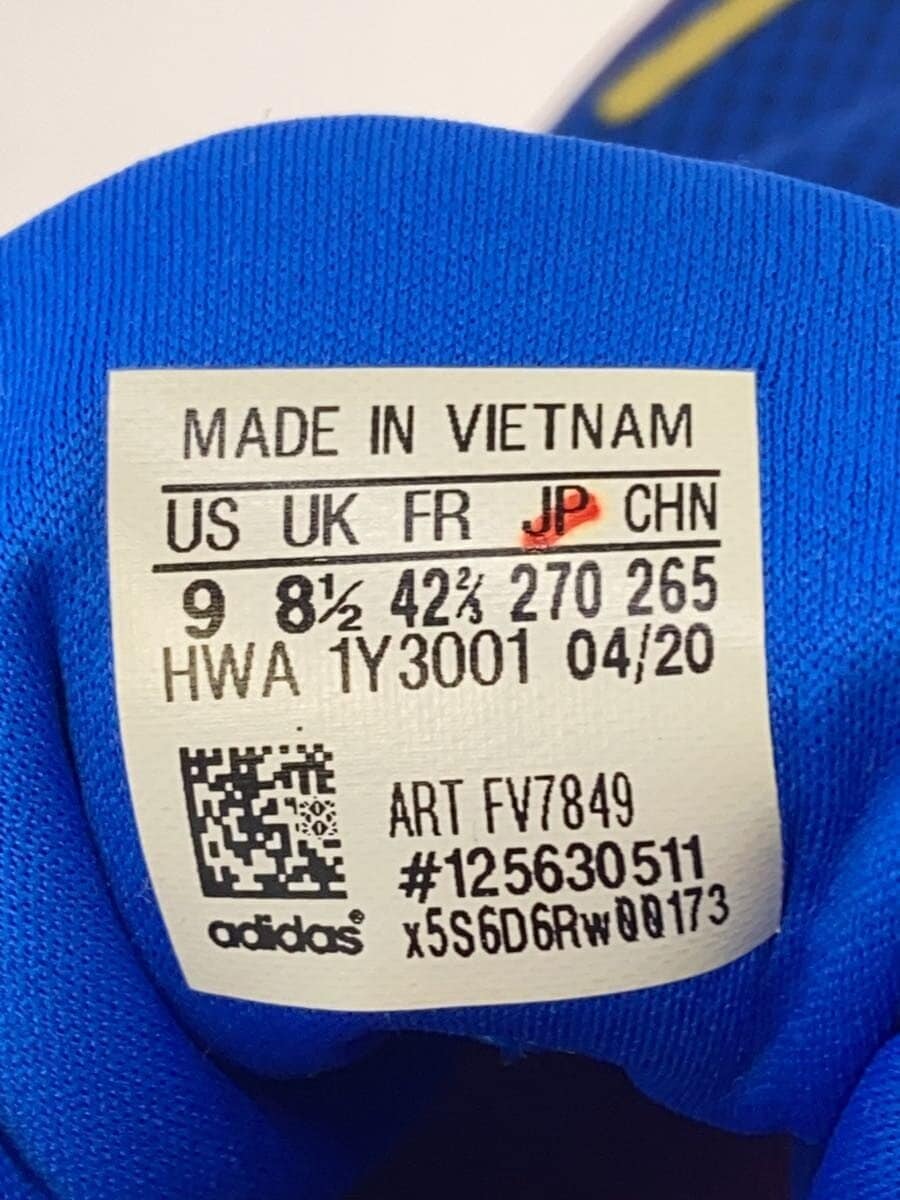 MADE IN VIETNAM
US UK FR JP CHN
9 8½ 42⅔ 270 265
HWA 1Y3001 04/20
ART FV7849
#125630511
x5S6D6Rw00173
adidas®